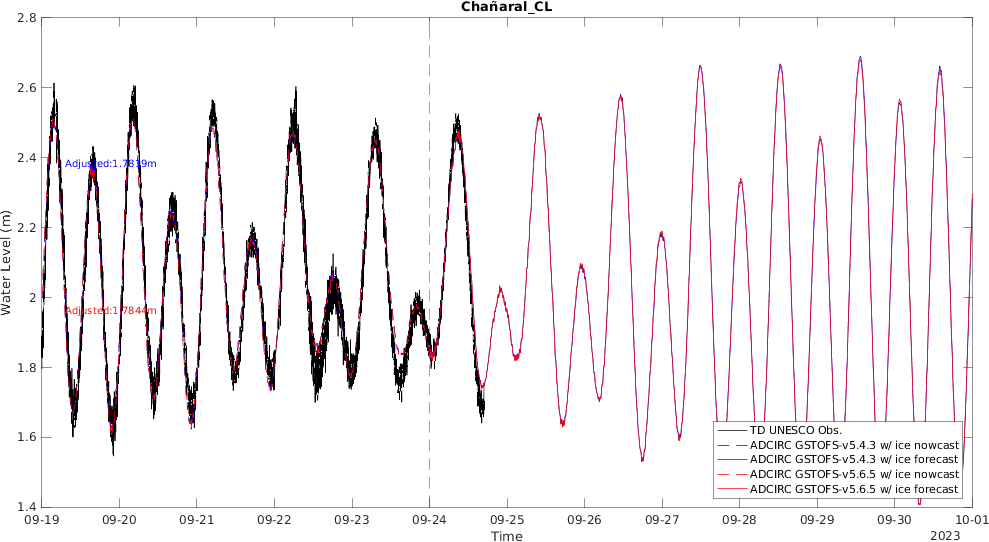 Chañaral_CL
Water Level (m)
2.8
2.6
2.4
2.2
2
1.8
1.6
1.4
Adjusted:1.7819m
Adjusted:1.7844m
TD UNESCO Obs.
ADCIRC GSTOFS-v5.4.3 w/ ice nowcast
ADCIRC GSTOFS-v5.4.3 w/ ice forecast
ADCIRC GSTOFS-v5.6.5 w/ ice nowcast
ADCIRC GSTOFS-v5.6.5 w/ ice forecast
09-19 09-20 09-21 09-22 09-23 09-24 09-25 09-26 09-27 09-28 09-29 09-30 10-01
Time
2023